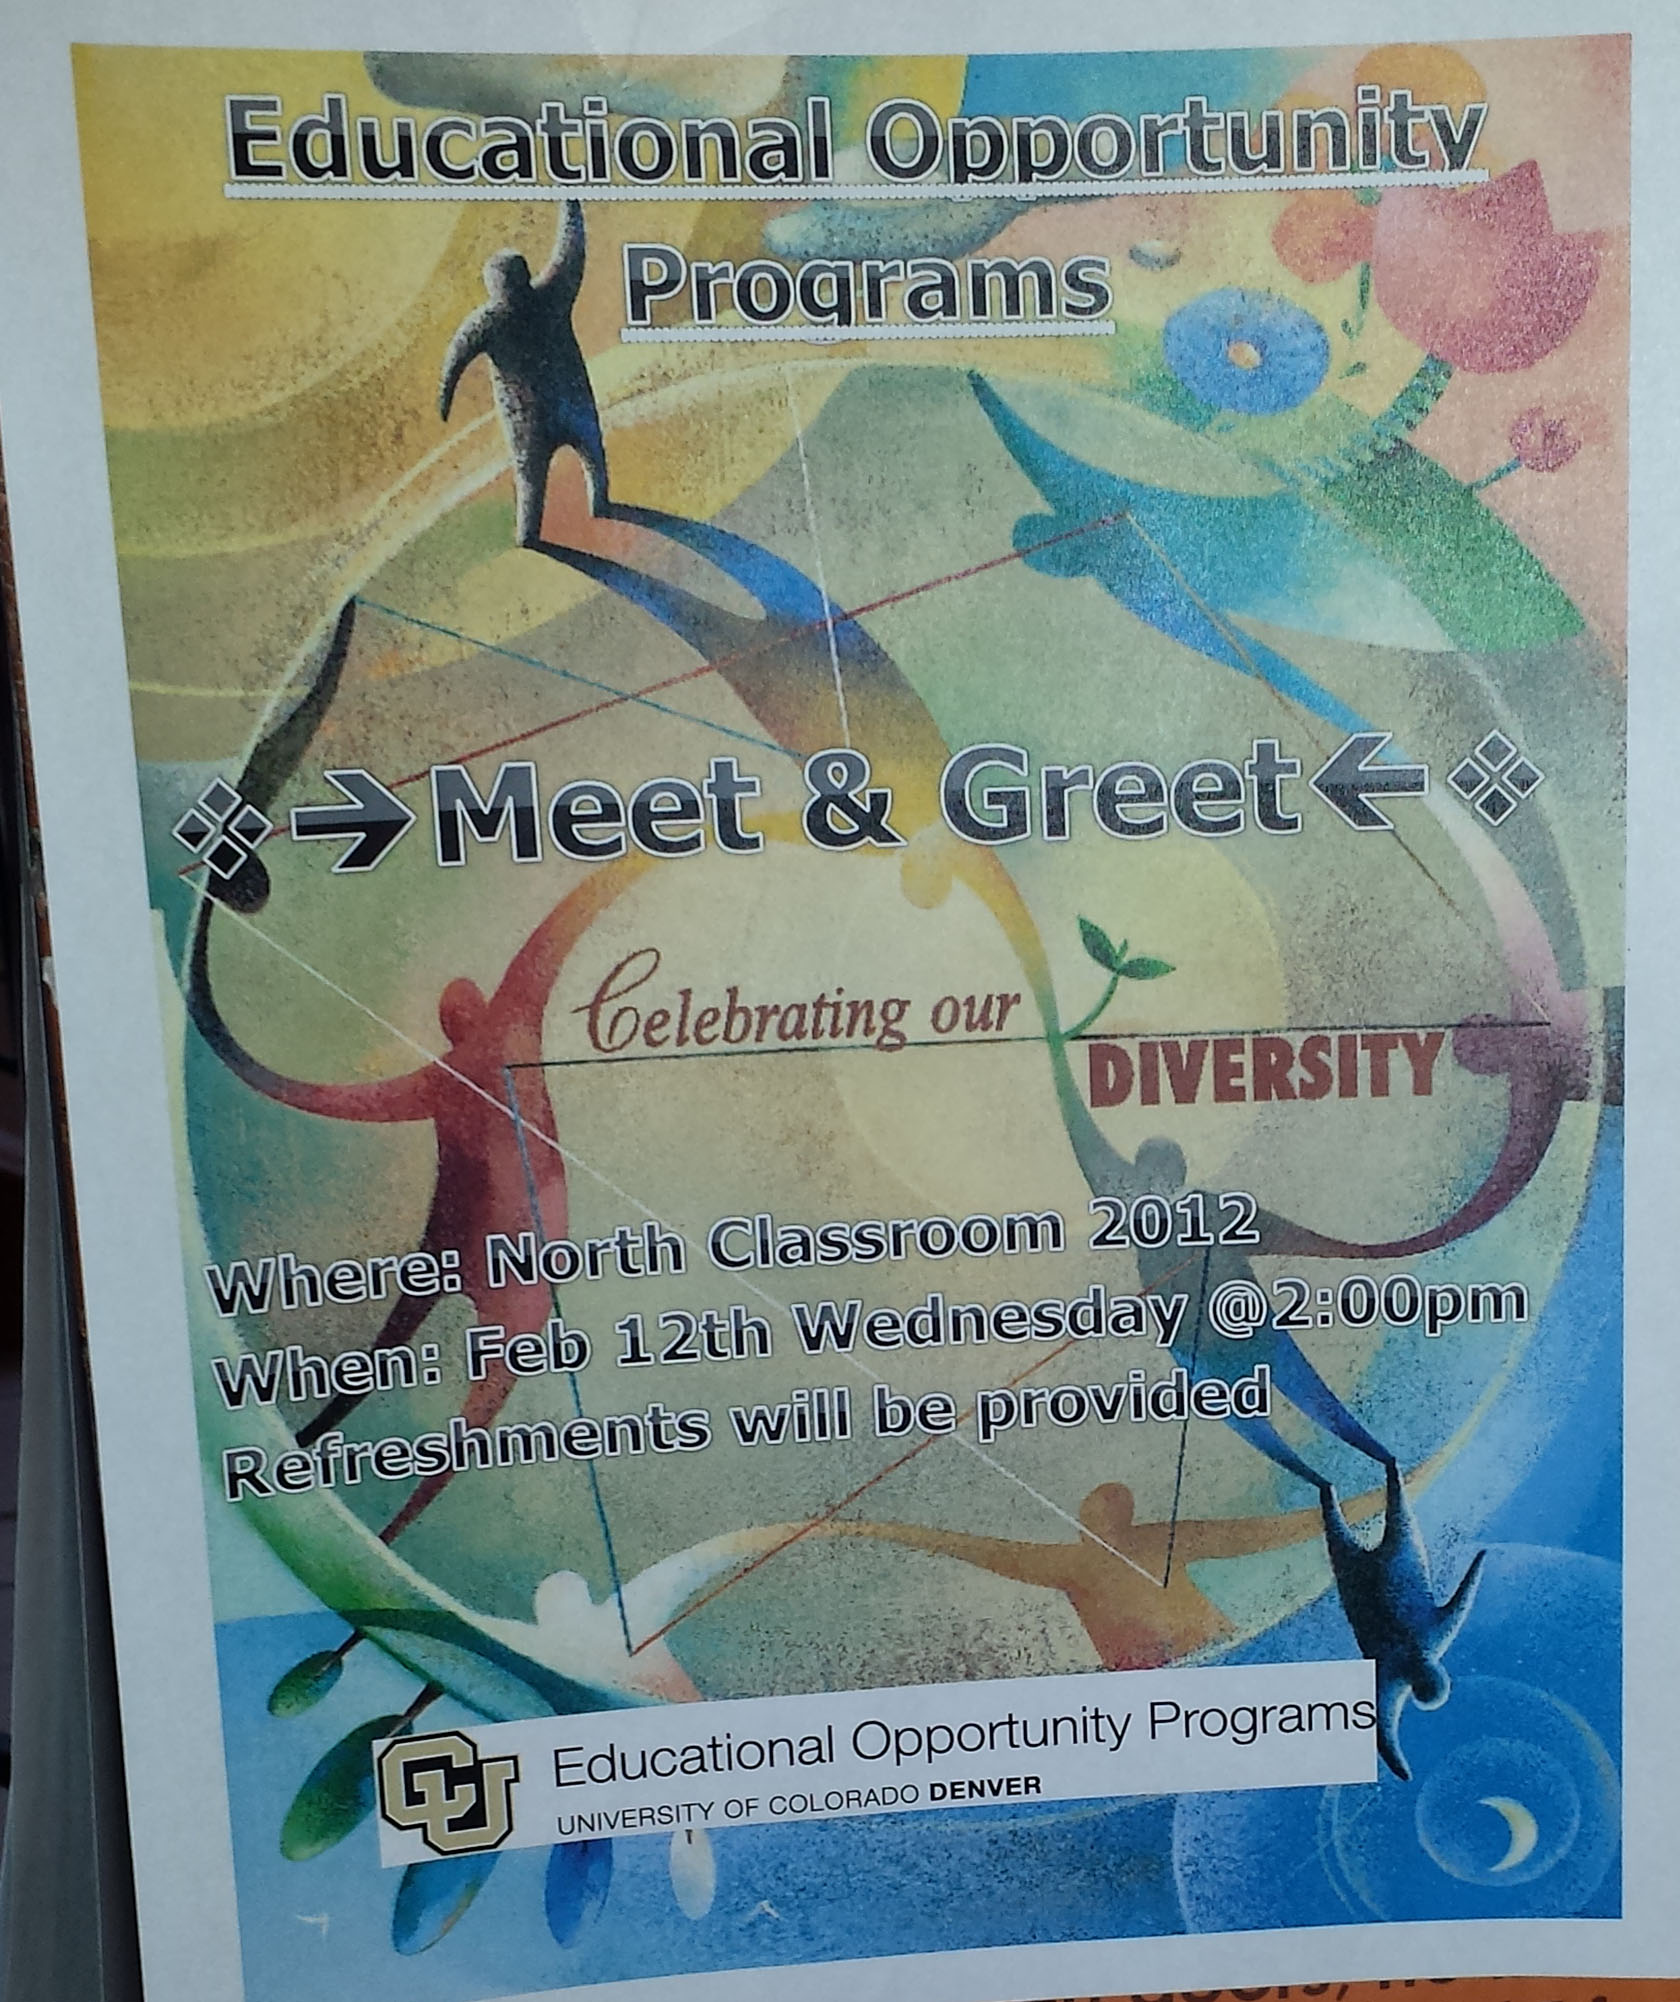 Educational Opportunity
Programs
❖→Meet & Greet←❖
Celebrating our
DIVERSITY
Where: North Classroom 2012
When: Feb 12th Wednesday @2:00pm
Refreshments will be provided
CU
Educational Opportunity Programs
UNIVERSITY OF COLORADO DENVER